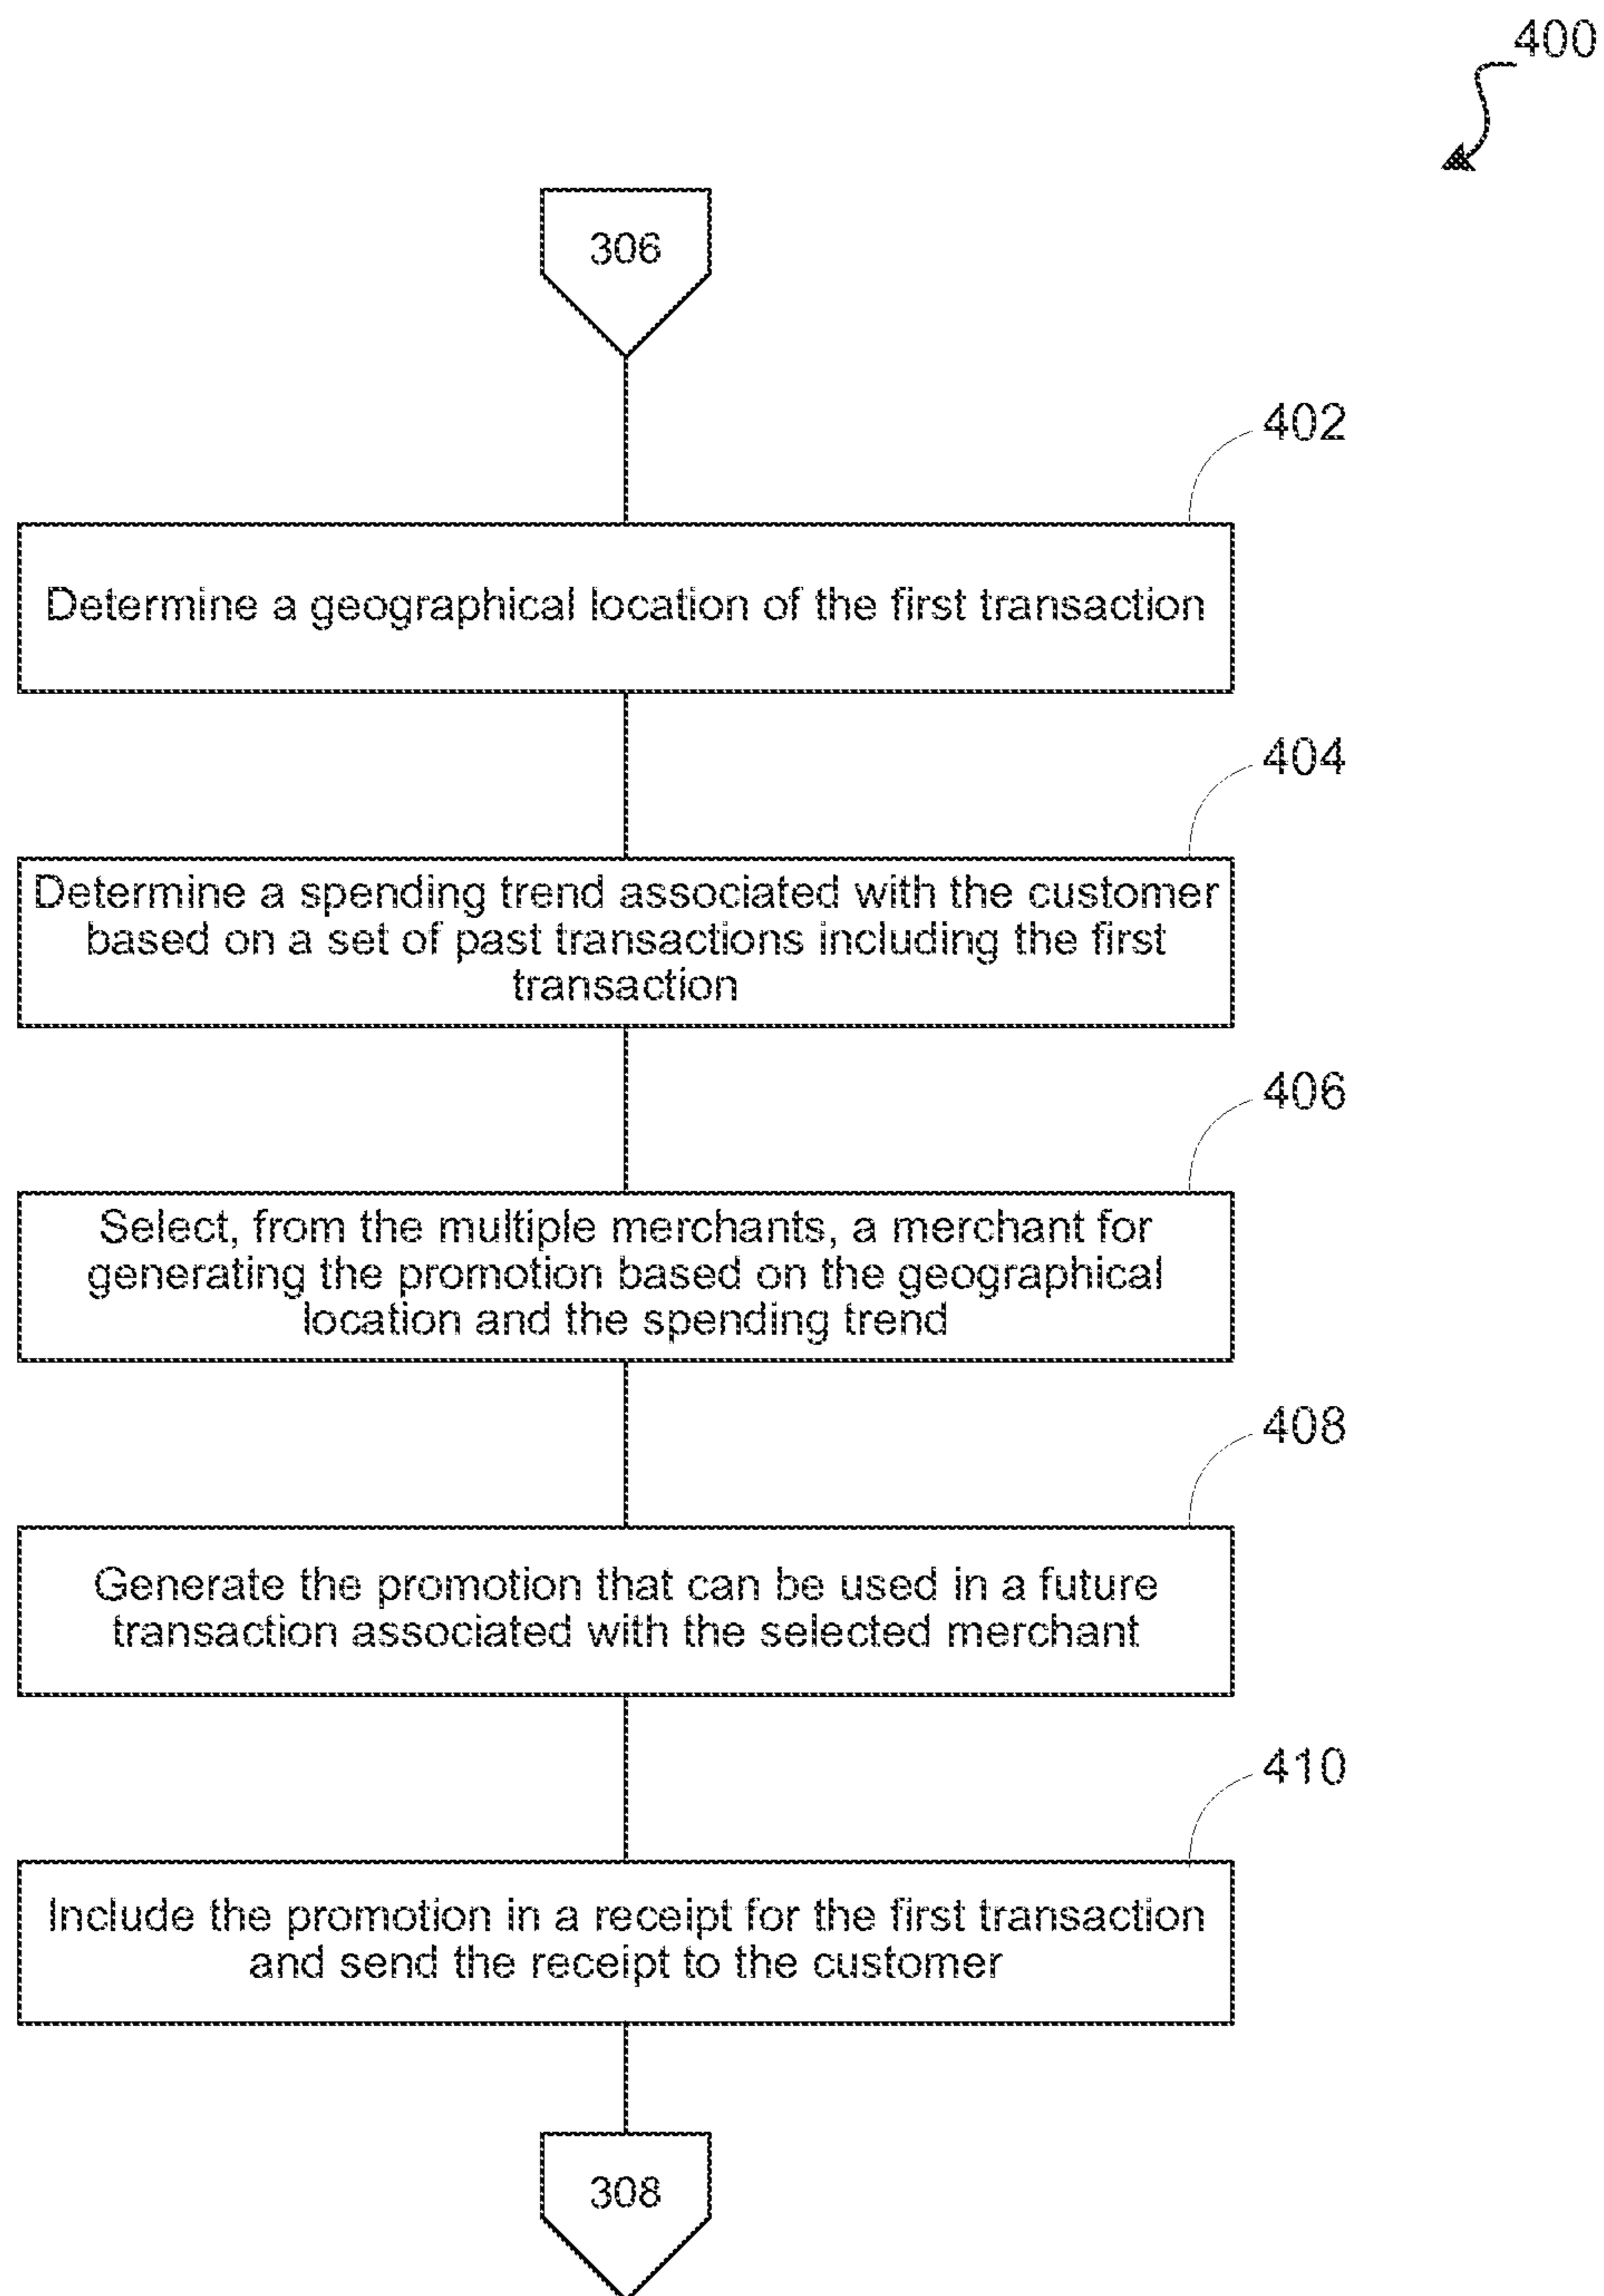 400
306
402
Determine a geographical location of the first transaction
404
Determine a spending trend associated with the customer
based on a set of past transactions including the first
transaction
406
Select, from the multiple merchants, a merchant for
generating the promotion based on the geographical
location and the spending trend
408
Generate the promotion that can be used in a future
transaction associated with the selected merchant
410
Include the promotion in a receipt for the first transaction
and send the receipt to the customer
308